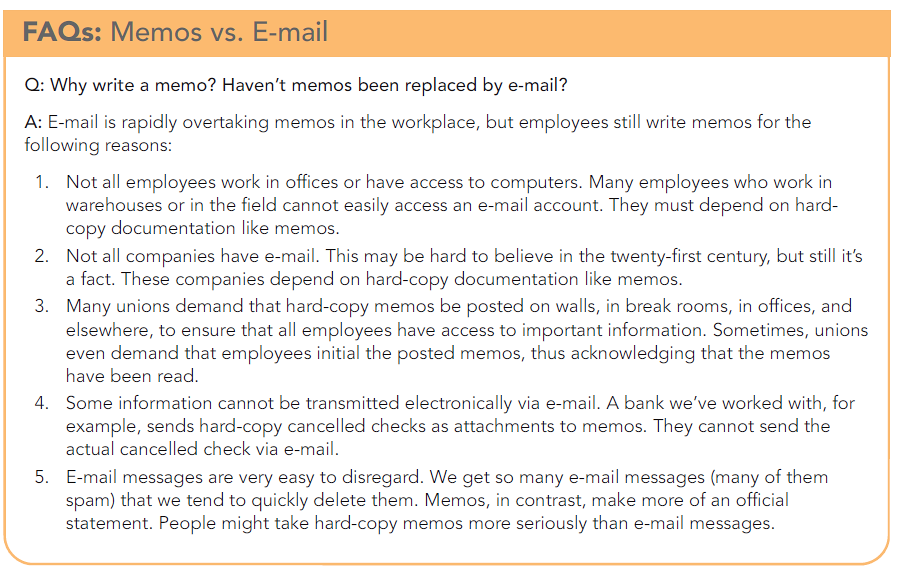 FAQs: Memos vs. E-mail
Q: Why write a memo? Haven’t memos been replaced by e-mail?
A: E-mail is rapidly overtaking memos in the workplace, but employees still write memos for the
following reasons:
1. Not all employees work in offices or have access to computers. Many employees who work in
warehouses or in the field cannot easily access an e-mail account. They must depend on hard-
copy documentation like memos.
2. Not all companies have e-mail. This may be hard to believe in the twenty-first century, but still it’s
a fact. These companies depend on hard-copy documentation like memos.
3. Many unions demand that hard-copy memos be posted on walls, in break rooms, in offices, and
elsewhere, to ensure that all employees have access to important information. Sometimes, unions
even demand that employees initial the posted memos, thus acknowledging that the memos
have been read.
4. Some information cannot be transmitted electronically via e-mail. A bank we’ve worked with, for
example, sends hard-copy cancelled checks as attachments to memos. They cannot send the
actual cancelled check via e-mail.
5. E-mail messages are very easy to disregard. We get so many e-mail messages (many of them
spam) that we tend to quickly delete them. Memos, in contrast, make more of an official
statement. People might take hard-copy memos more seriously than e-mail messages.